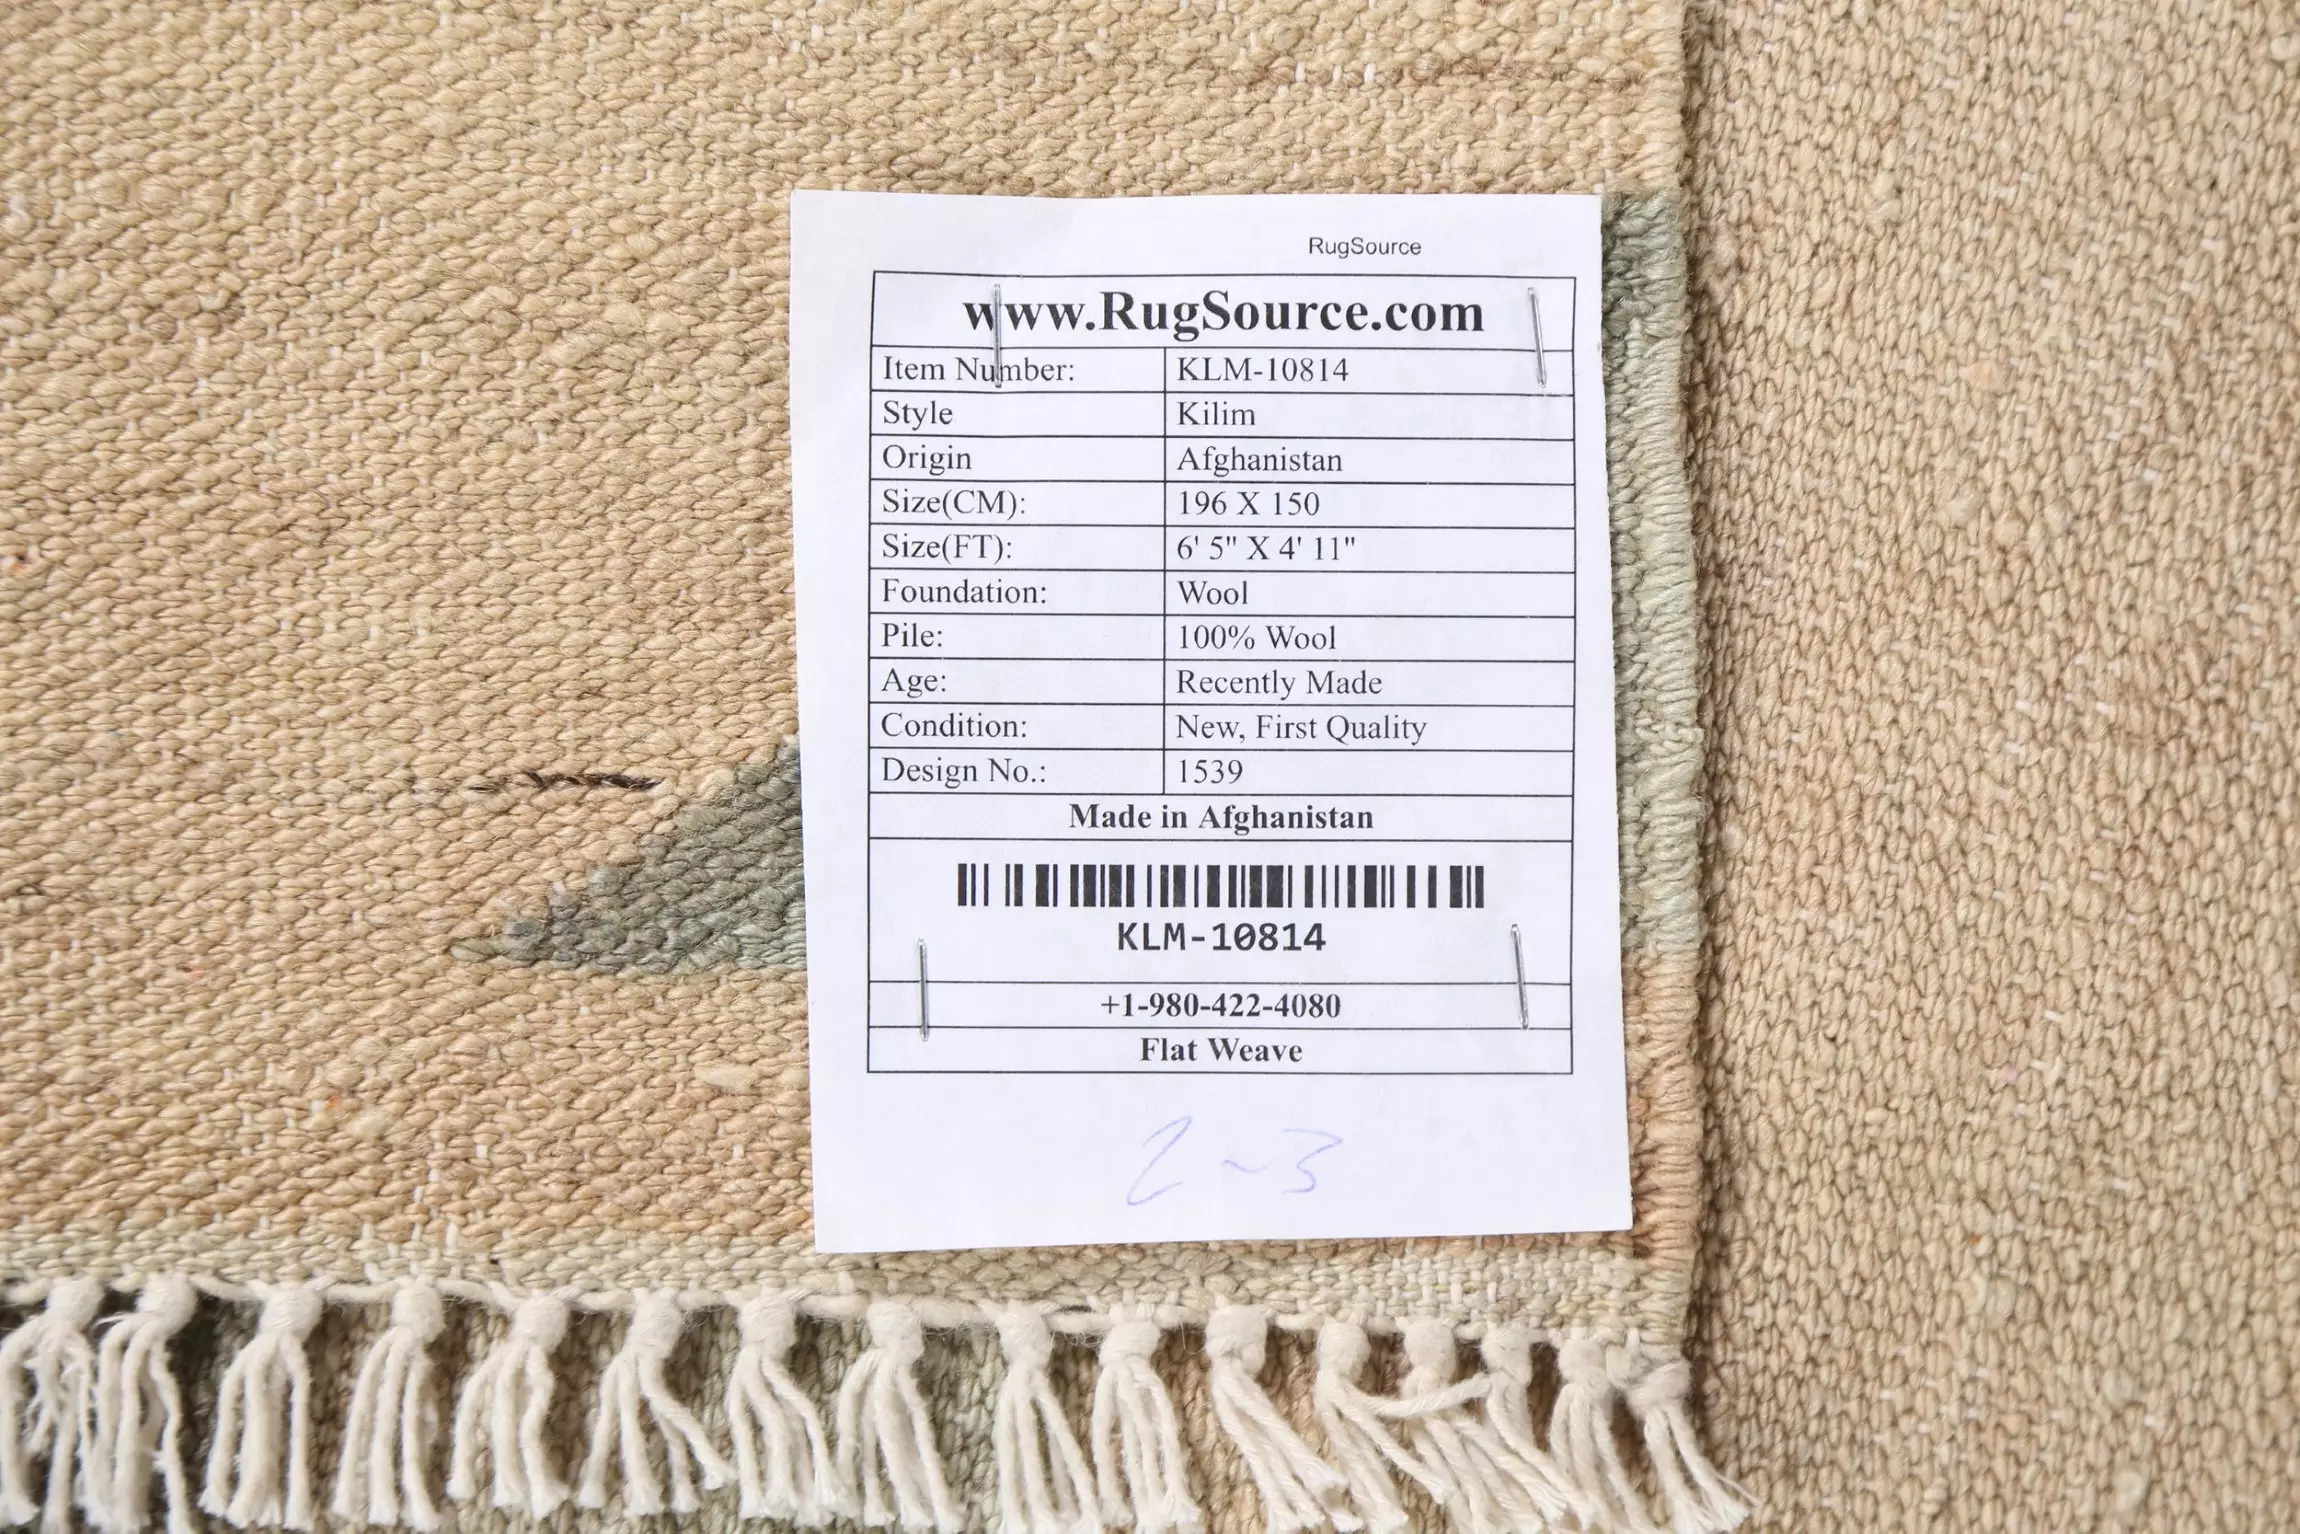 RugSource
www.RugSource.com
Item Number: KLM-10814
Style Kilim
Origin Afghanistan
Size(CM): 196 X 150
Size(FT): 6' 5" X 4' 11"
Foundation: Wool
Pile: 100% Wool
Age: Recently Made
Condition: New, First Quality
Design No.: 1539
Made in Afghanistan
KLM-10814
+1-980-422-4080
Flat Weave
2~3